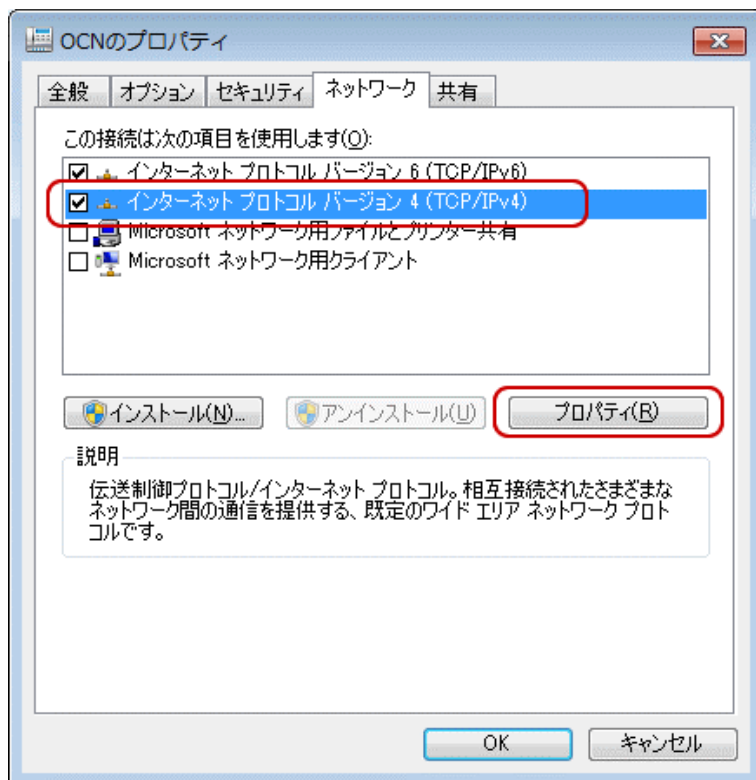 OCNのプロパティ
全般 オプション セキュリティ ネットワーク 共有
この接続は次の項目を使用します(O):
インターネット プロトコル バージョン 6 (TCP/IPv6)
インターネット プロトコル バージョン 4 (TCP/IPv4)
Microsoft ネットワーク用ファイルとプリンター共有
Microsoft ネットワーク用クライアント
インストール(N)... アンインストール(U) プロパティ(R)
説明
伝送制御プロトコル/インターネット プロトコル。相互接続されたさまざまな
ネットワーク間の通信を提供する、既定のワイド エリア ネットワーク プロト
コルです。
OK キャンセル